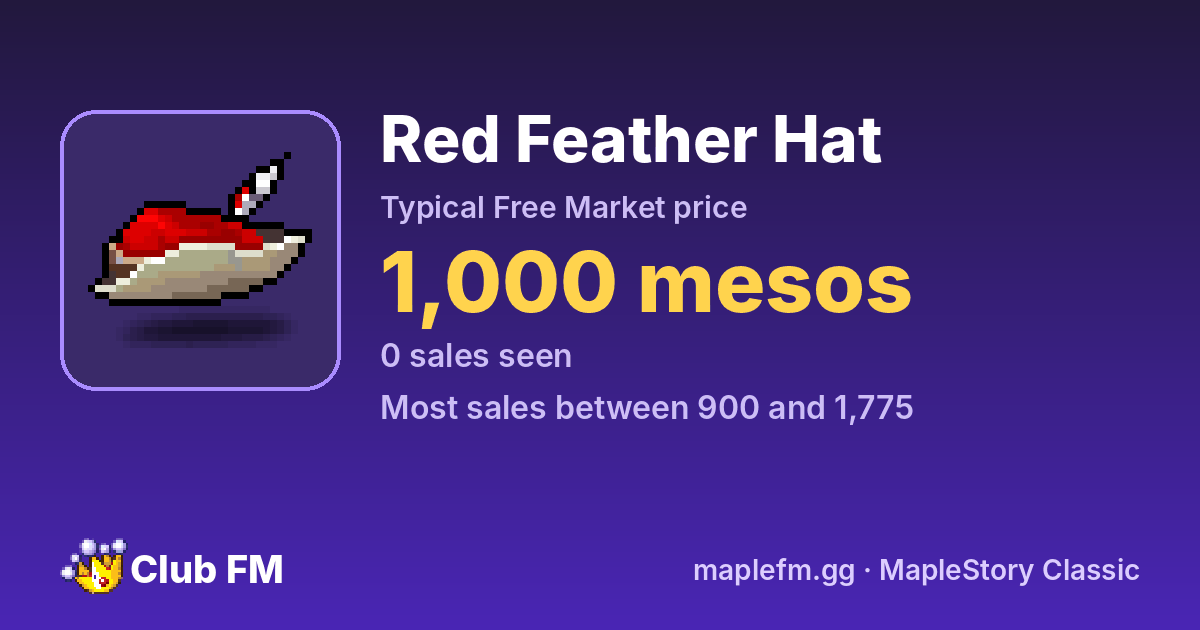 Red Feather Hat
Typical Free Market price
1,000 mesos
0 sales seen
Most sales between 900 and 1,775
Club FM
maplefm.gg · MapleStory Classic